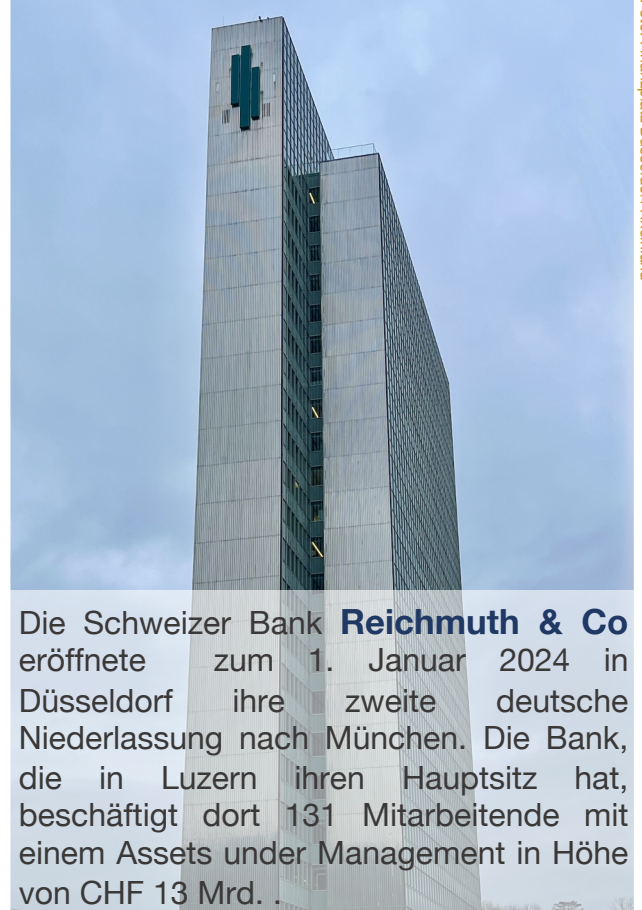 Die Schweizer Bank Reichmuth & Co
eröffnete zum 1. Januar 2024 in
Düsseldorf ihre zweite deutsche
Niederlassung nach München. Die Bank,
die in Luzern ihren Hauptsitz hat,
beschäftigt dort 131 Mitarbeitende mit
einem Assets under Management in Höhe
von CHF 13 Mrd. .